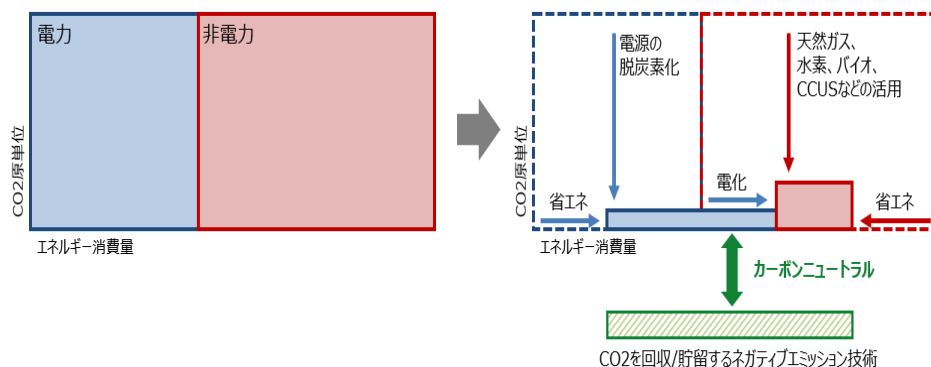 電力
非電力
CO2原単位
エネルギー消費量
電源の
脱炭素化
天然ガス、
水素、バイオ、
CCUSなどの活用
CO2原単位
省エネ
電化
省エネ
エネルギー消費量
カーボンニュートラル
CO2を回収/貯留するネガティブエミッション技術